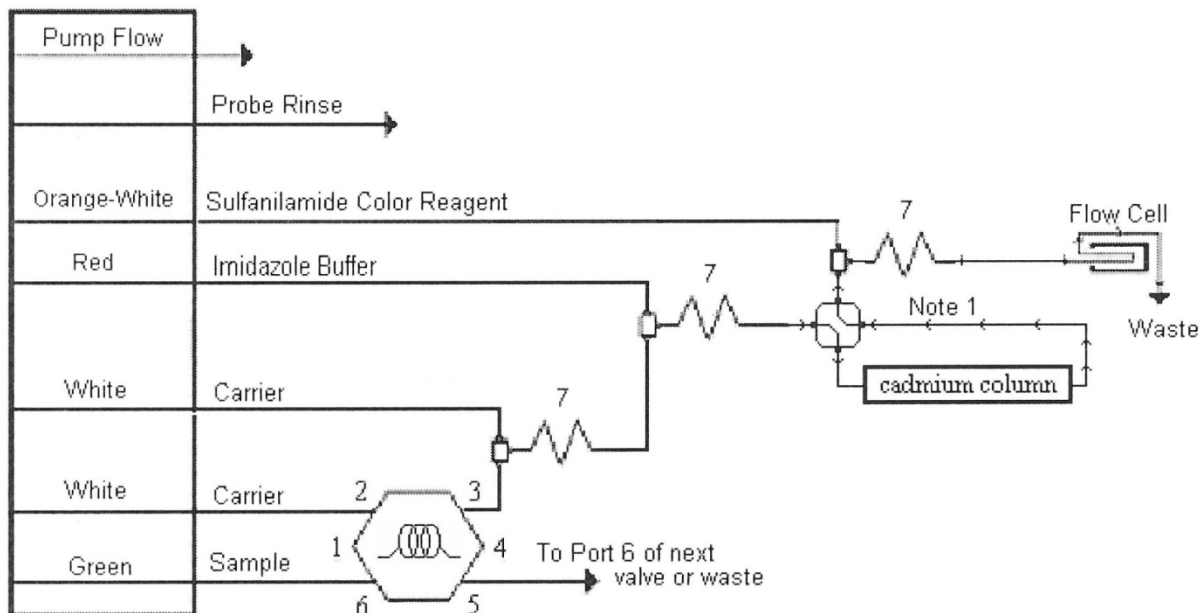 Pump Flow
Probe Rinse
Orange-White Sulfanilamide Color Reagent
7
Flow Cell
Red Imidazole Buffer
7
Note 1
Waste
cadmium column
White Carrier
7
White Carrier
2 3
1 4
To Port 6 of next
valve or waste
Green Sample
6 5